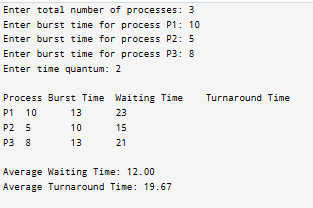 Enter total number of processes: 3
Enter burst time for process P1: 10
Enter burst time for process P2: 5
Enter burst time for process P3: 8
Enter time quantum: 2
Process Burst Time  Waiting Time    Turnaround Time
P1  10      13      23
P2  5       10      15
P3  8       13      21
Average Waiting Time: 12.00
Average Turnaround Time: 19.67